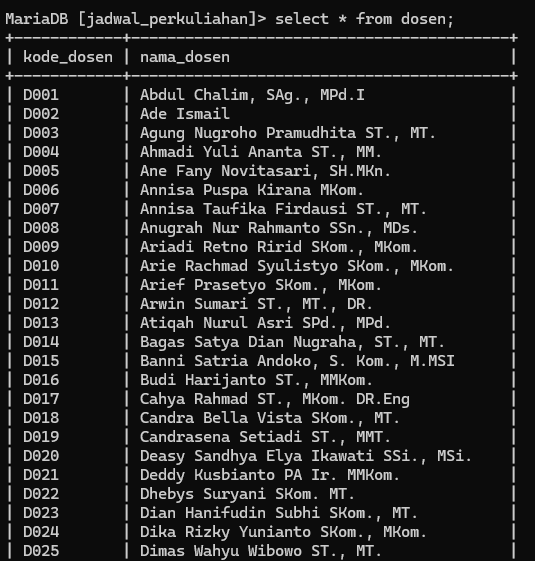 MariaDB [jadwal_perkuliahan]> select * from dosen;
+------------+----------------------------------------+
| kode_dosen | nama_dosen                             |
+------------+----------------------------------------+
| D001       | Abdul Chalim, SAg., MPd.I              |
| D002       | Ade Ismail                             |
| D003       | Agung Nugroho Pramudhita ST., MT.      |
| D004       | Ahmadi Yuli Ananta ST., MM.            |
| D005       | Ane Fany Novitasari, SH.MKn.           |
| D006       | Annisa Puspa Kirana MKom.              |
| D007       | Annisa Taufika Firdausi ST., MT.       |
| D008       | Anugrah Nur Rahmanto SSn., MDs.        |
| D009       | Ariadi Retno Ririd SKom., MKom.        |
| D010       | Arie Rachmad Syulistyo SKom., MKom.    |
| D011       | Arief Prasetyo SKom., MKom.            |
| D012       | Arwin Sumari ST., MT., DR.             |
| D013       | Atiqah Nurul Asri SPd., MPd.           |
| D014       | Bagas Satya Dian Nugraha, ST., MT.     |
| D015       | Banni Satria Andoko, S. Kom., M.MSI    |
| D016       | Budi Harijanto ST., MMKom.             |
| D017       | Cahya Rahmad ST., MKom. DR.Eng         |
| D018       | Candra Bella Vista SKom., MT.          |
| D019       | Candrasena Setiadi ST., MMT.           |
| D020       | Deasy Sandhya Elya Ikawati SSi., MSi.  |
| D021       | Deddy Kusbianto PA Ir. MMKom.          |
| D022       | Dhebys Suryani SKom. MT.               |
| D023       | Dian Hanifudin Subhi SKom., MT.        |
| D024       | Dika Rizky Yunianto SKom., MKom.       |
| D025       | Dimas Wahyu Wibowo ST., MT.            |